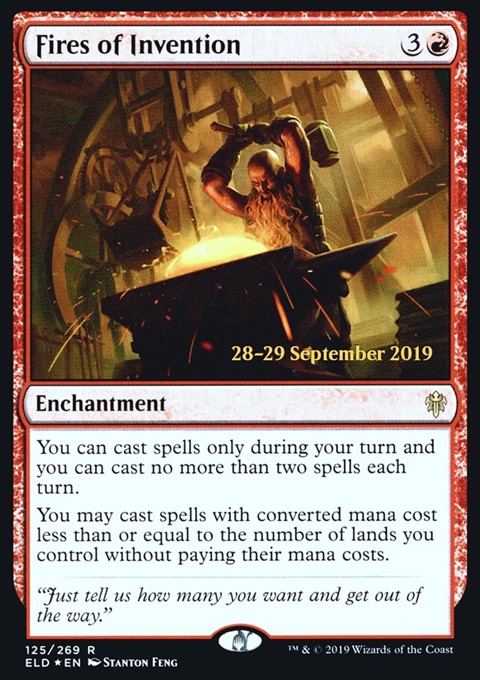 Fires of Invention 3
28-29 September 2019
Enchantment
You can cast spells only during your turn and
you can cast no more than two spells each
turn.
You may cast spells with converted mana cost
less than or equal to the number of lands you
control without paying their mana costs.
“Just tell us how many you want and get out of
the way.”
125/269 R
ELD ★ EN Stanton Feng
™ & © 2019 Wizards of the Coast